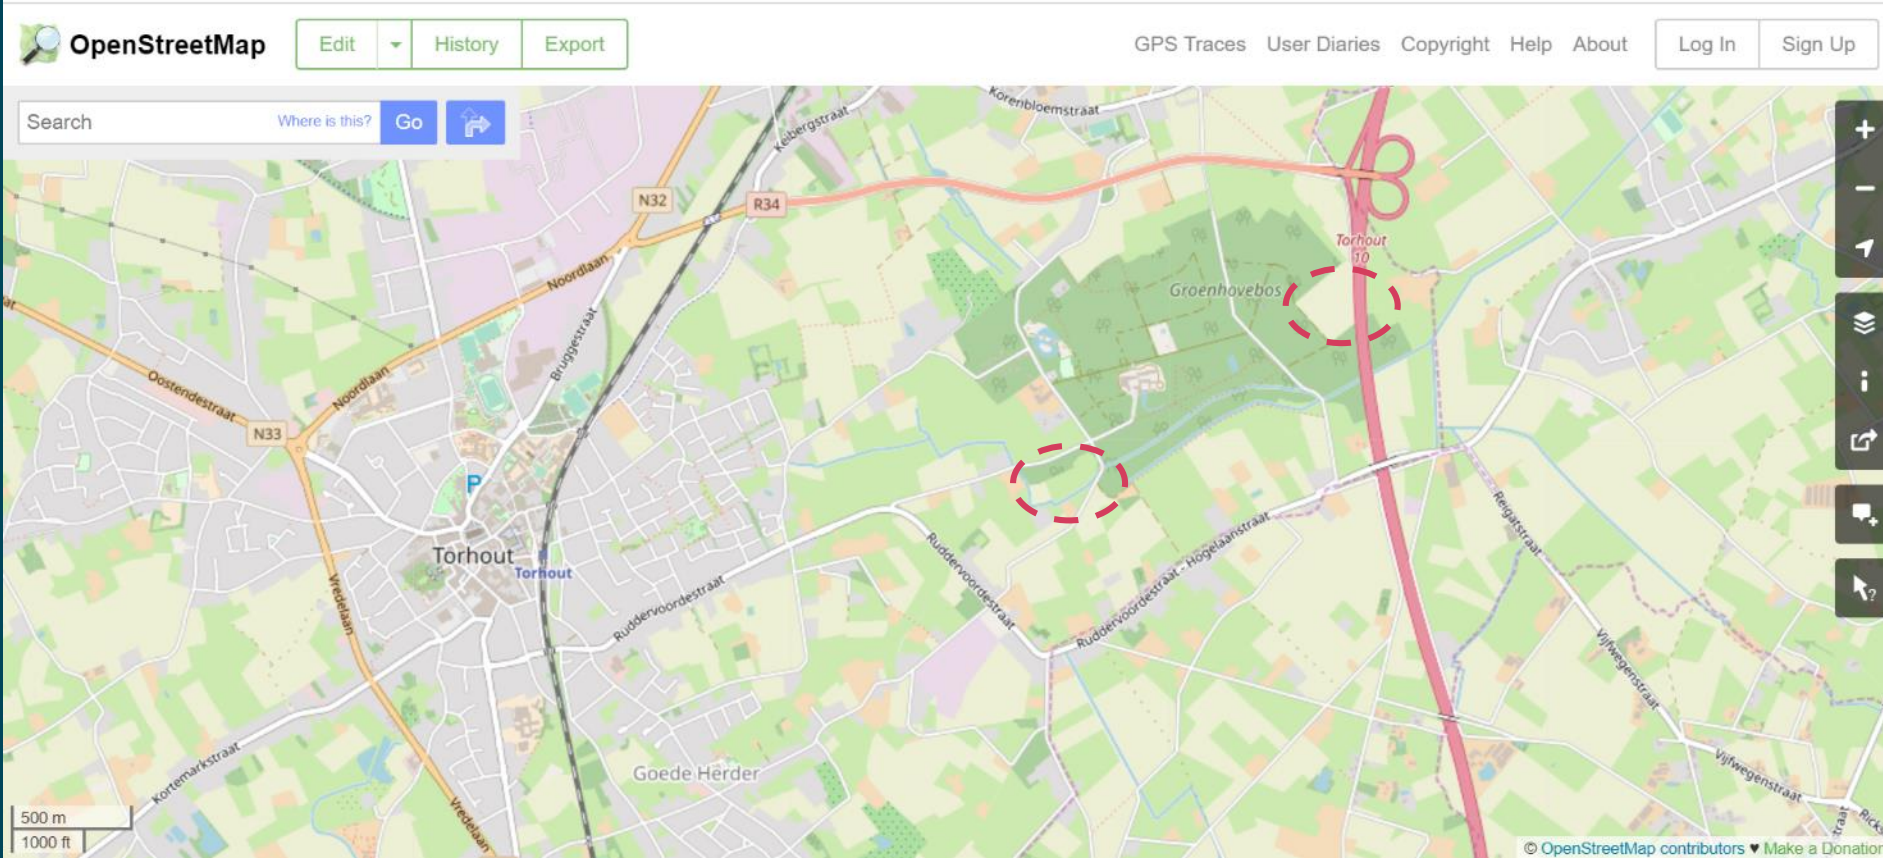 OpenStreetMap
Edit
History
Export
GPS Traces
User Diaries
Copyright
Help
About
Log In
Sign Up
Search
Where is this?
Go
Korenbloemstraat
Keibergstraat
N32
R34
Noordlaan
Torhout
10
Groenhovebos
Bruggestraat
Oostendestraat
Noordlaan
N33
P
Reigatstraat
Torhout
Torhout
Ruddervoordestraat
Ruddervoordestraat - Hogelaanstraat
Vredelaan
Ruddervoordestraat
Vijfwegenstraat
Kortemarkstraat
Goede Herder
Vijfwegenstraat
Vredelaan
500 m
1000 ft
© OpenStreetMap contributors ♥ Make a Donation